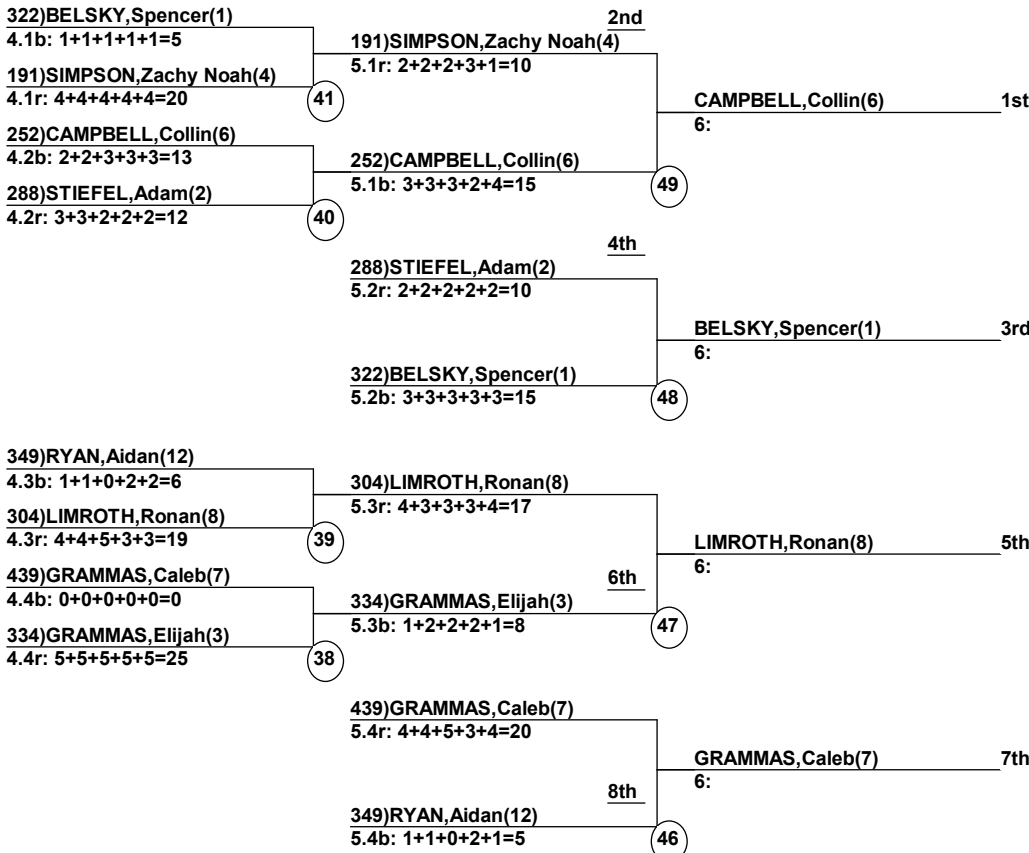 322)BELSKY,Spencer(1)
4.1b: 1+1+1+1+1=5
191)SIMPSON,Zachy Noah(4)
4.1r: 4+4+4+4+4=20
41
252)CAMPBELL,Collin(6)
4.2b: 2+2+3+3+3=13
288)STIEFEL,Adam(2)
4.2r: 3+3+2+2+2=12
40
2nd
191)SIMPSON,Zachy Noah(4)
5.1r: 2+2+2+3+1=10
252)CAMPBELL,Collin(6)
5.1b: 3+3+3+2+4=15
49
CAMPBELL,Collin(6)
6:
1st
4th
288)STIEFEL,Adam(2)
5.2r: 2+2+2+2+2=10
322)BELSKY,Spencer(1)
5.2b: 3+3+3+3+3=15
48
BELSKY,Spencer(1)
6:
3rd
349)RYAN,Aidan(12)
4.3b: 1+1+0+2+2=6
304)LIMROTH,Ronan(8)
4.3r: 4+4+5+3+3=19
39
439)GRAMMAS,Caleb(7)
4.4b: 0+0+0+0+0=0
334)GRAMMAS,Elijah(3)
4.4r: 5+5+5+5+5=25
38
304)LIMROTH,Ronan(8)
5.3r: 4+3+3+3+4=17
6th
334)GRAMMAS,Elijah(3)
5.3b: 1+2+2+2+1=8
47
LIMROTH,Ronan(8)
6:
5th
439)GRAMMAS,Caleb(7)
5.4r: 4+4+5+3+4=20
8th
349)RYAN,Aidan(12)
5.4b: 1+1+0+2+1=5
46
GRAMMAS,Caleb(7)
6:
7th